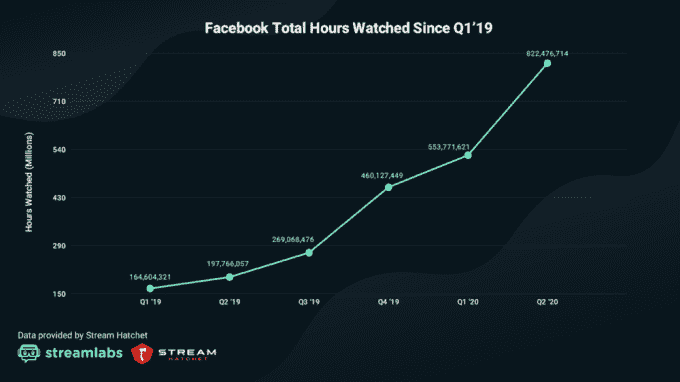 Facebook Total Hours Watched Since Q1'19
850
710
540
430
290
150
Hours Watched (Millions)
164,604,321
197,766,057
269,068,476
460,127,449
553,771,621
822,476,714
Q1 '19
Q2 '19
Q3 '19
Q4 '19
Q1 '20
Q2 '20
Data provided by Stream Hatchet
streamlabs
STREAM
HATCHET